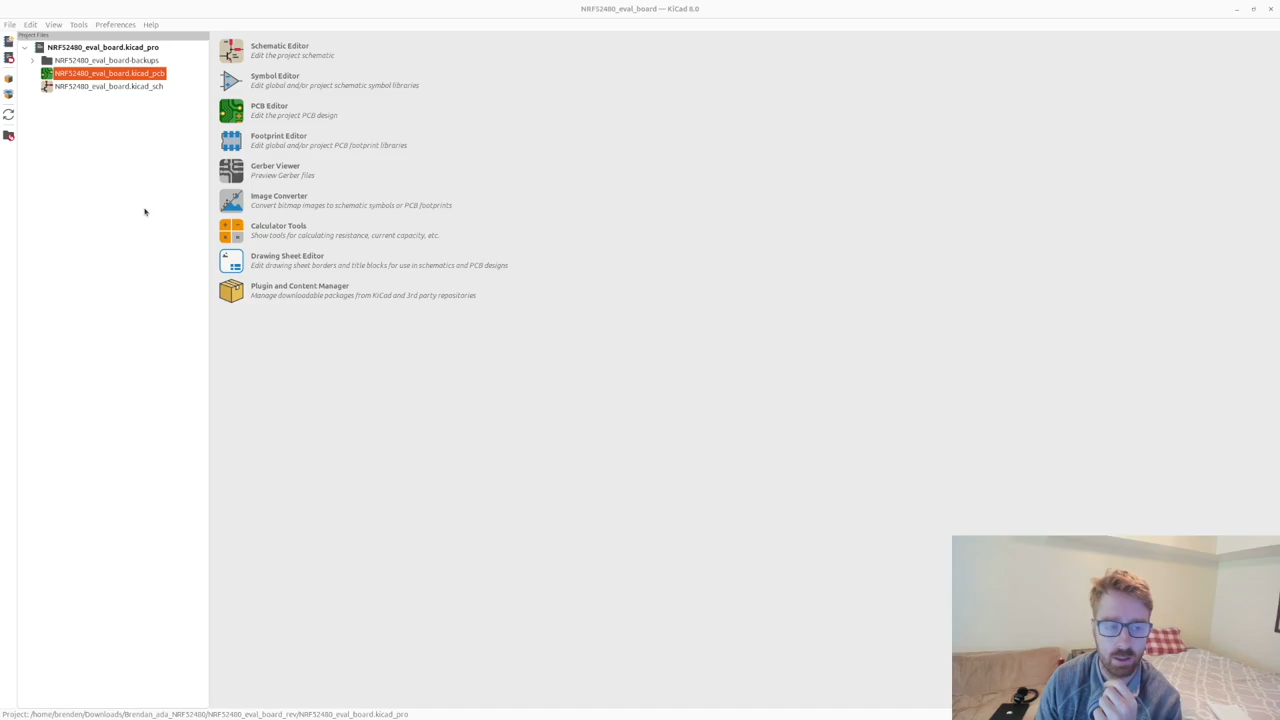 NRF52480_eval_board — KiCad 8.0
File Edit View Tools Preferences Help
Project Files
NRF52480_eval_board.kicad_pro
NRF52480_eval_board-backups
NRF52480_eval_board.kicad_pcb
NRF52480_eval_board.kicad_sch
Schematic Editor
Edit the project schematic
Symbol Editor
Edit global and/or project schematic symbol libraries
PCB Editor
Edit the project PCB design
Footprint Editor
Edit global and/or project PCB footprint libraries
Gerber Viewer
Preview Gerber files
Image Converter
Convert bitmap images to schematic symbols or PCB footprints
Calculator Tools
Show tools for calculating resistance, current capacity, etc.
Drawing Sheet Editor
Edit drawing sheet borders and title blocks for use in schematics and PCB designs
Plugin and Content Manager
Manage downloadable packages from KiCad and 3rd party repositories
Project: /home/brenden/Downloads/Brendan_ada_NRF52480/NRF52480_eval_board_rev/NRF52480_eval_board.kicad_pro